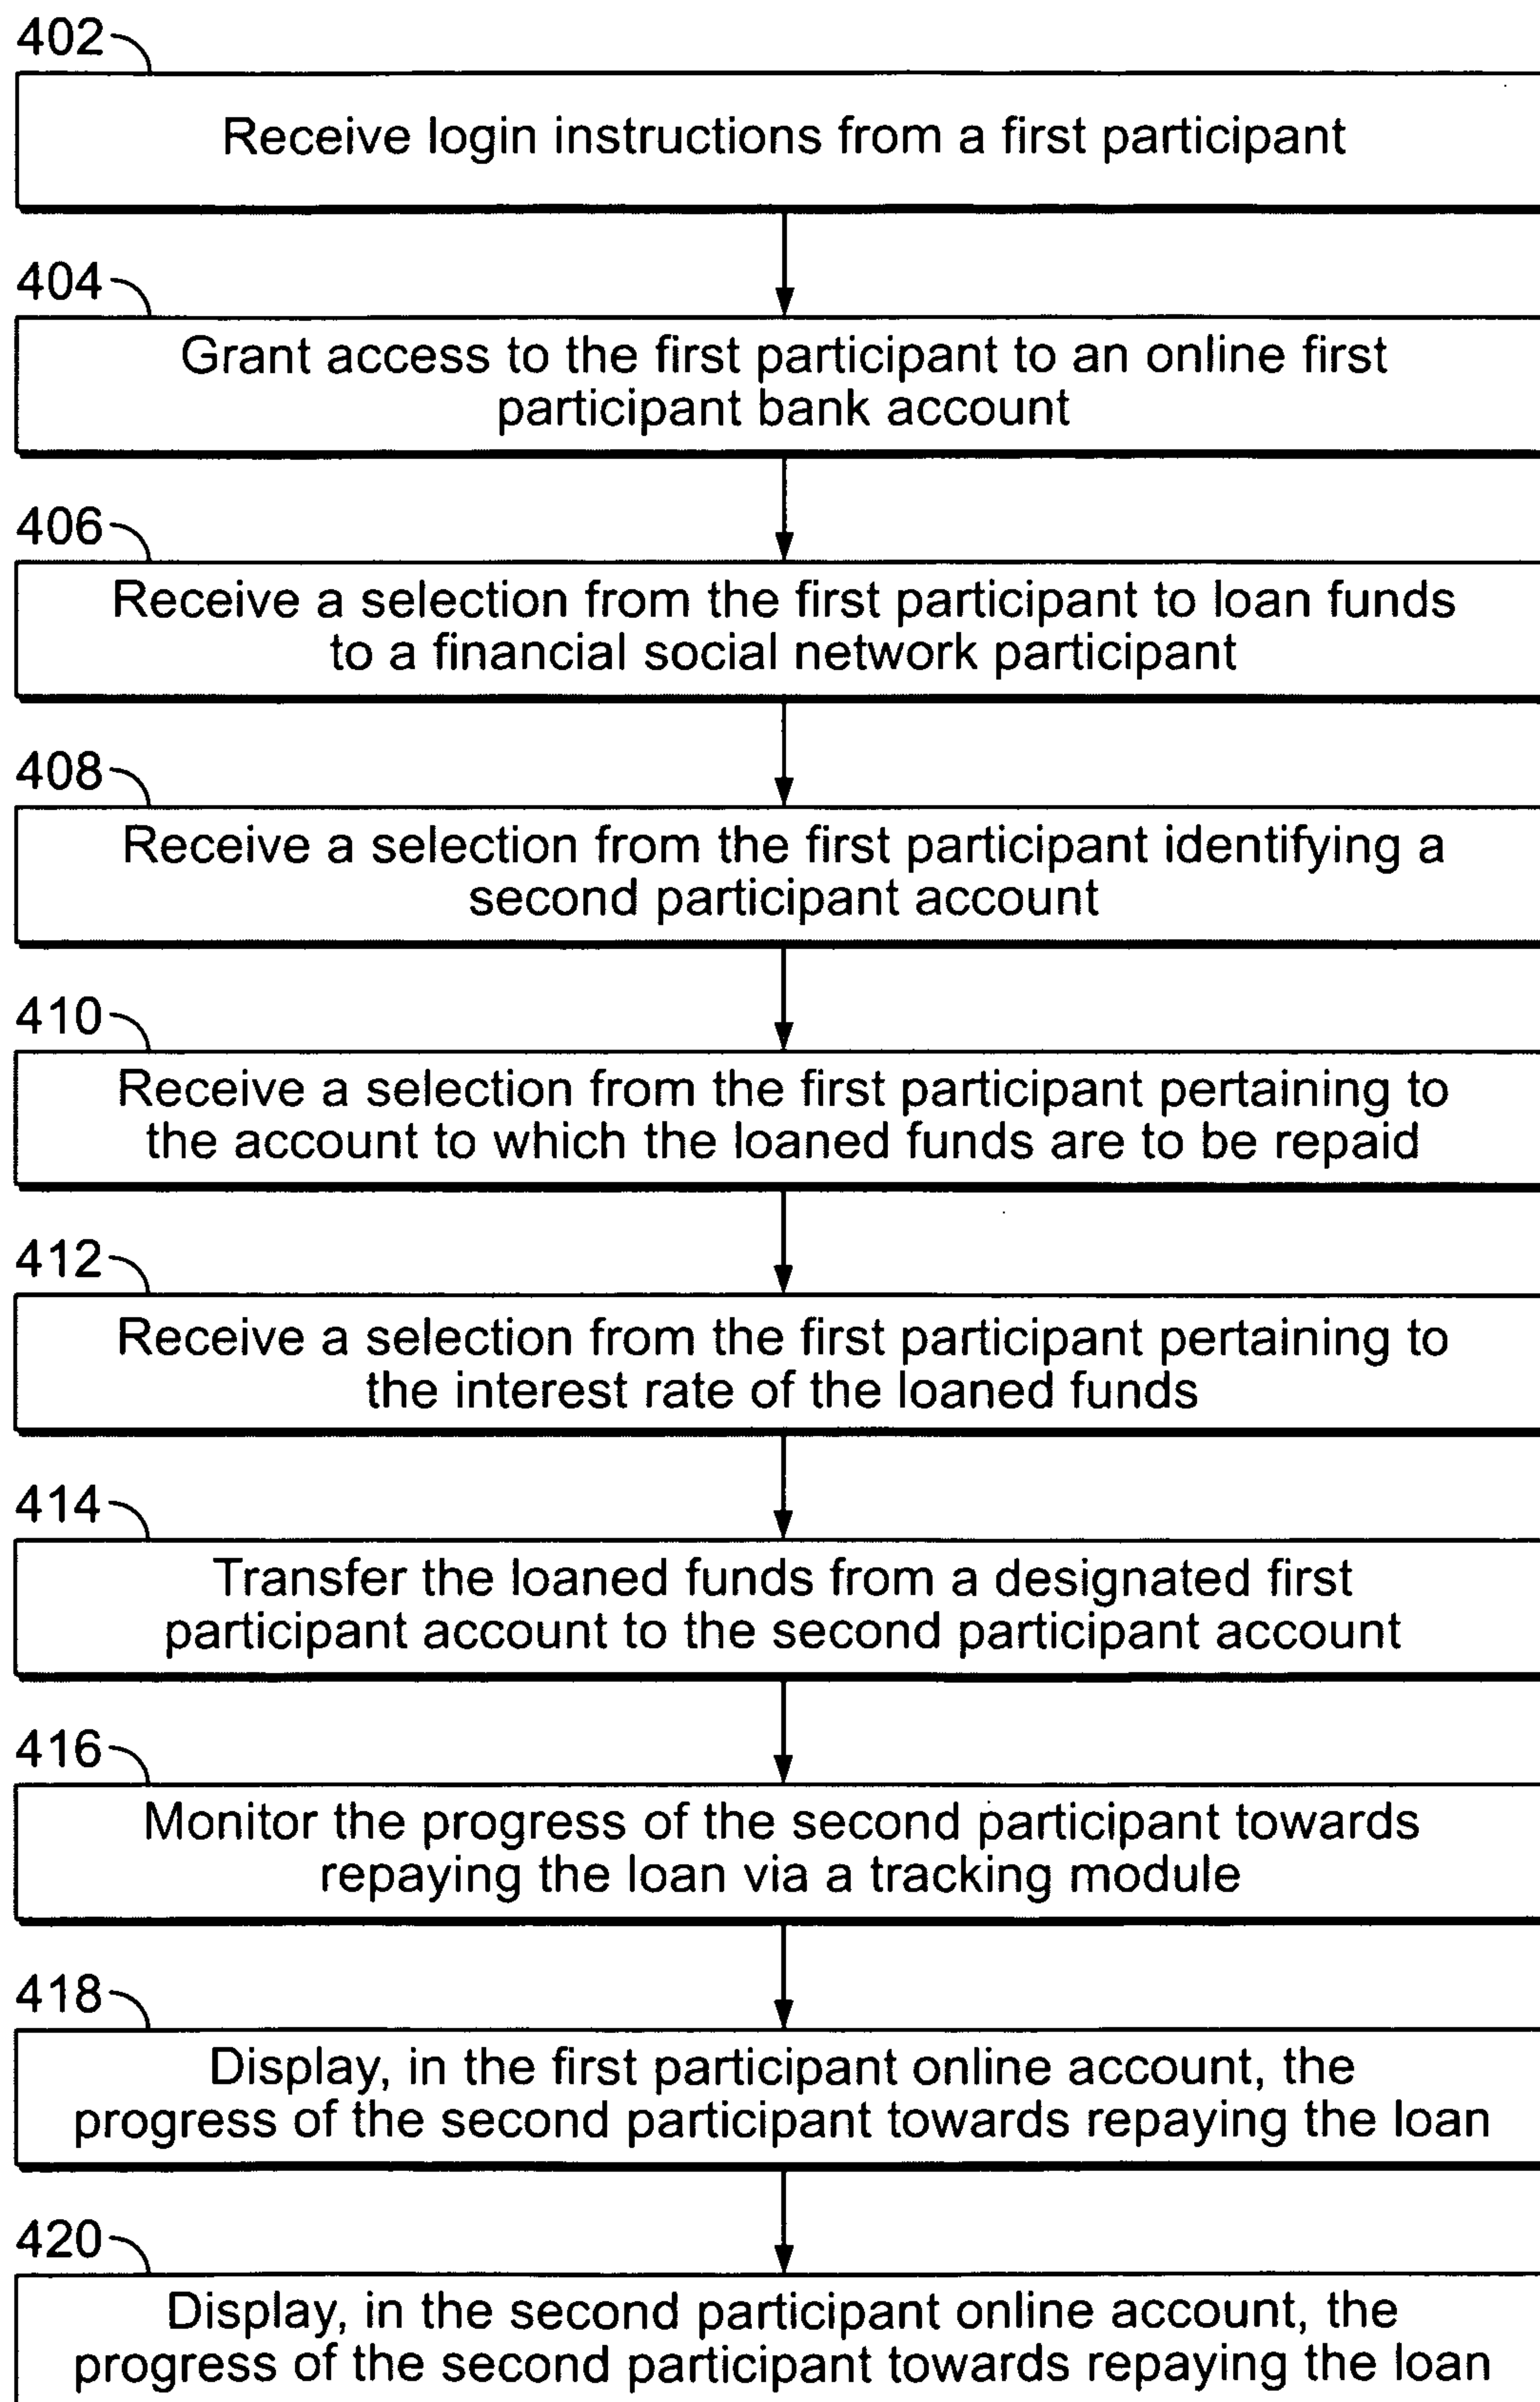 402
Receive login instructions from a first participant
404
Grant access to the first participant to an online first
participant bank account
406
Receive a selection from the first participant to loan funds
to a financial social network participant
408
Receive a selection from the first participant identifying a
second participant account
410
Receive a selection from the first participant pertaining to
the account to which the loaned funds are to be repaid
412
Receive a selection from the first participant pertaining to
the interest rate of the loaned funds
414
Transfer the loaned funds from a designated first
participant account to the second participant account
416
Monitor the progress of the second participant towards
repaying the loan via a tracking module
418
Display, in the first participant online account, the
progress of the second participant towards repaying the loan
420
Display, in the second participant online account, the
progress of the second participant towards repaying the loan